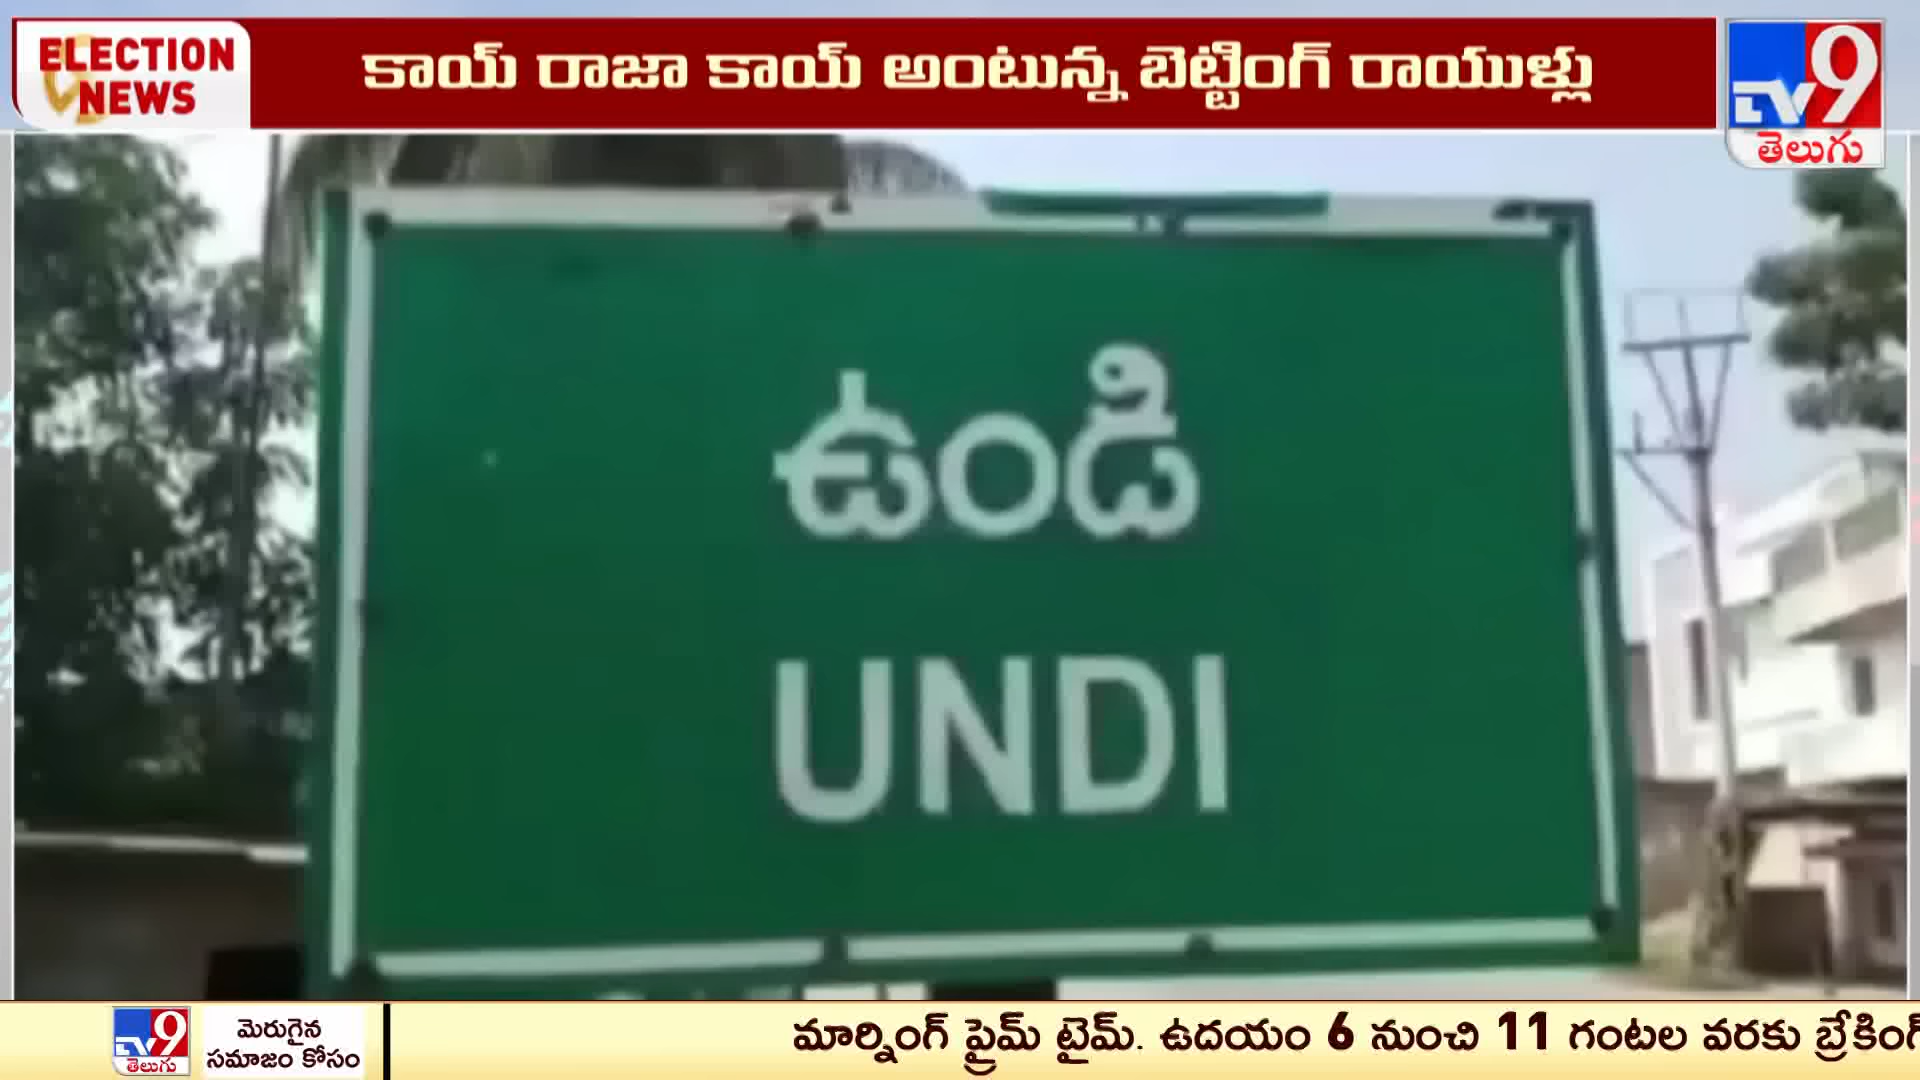 ELECTION
NEWS
కాయ్ రాజా కాయ్ అంటున్న బెట్టింగ్ రాయుళ్లు
TV9
తెలుగు
ఉండి
UNDI
TV9
తెలుగు
మెరుగైన
సమాజం కోసం
మార్నింగ్ ప్రైమ్ టైమ్. ఉదయం 6 నుంచి 11 గంటల వరకు బ్రేకింగ్